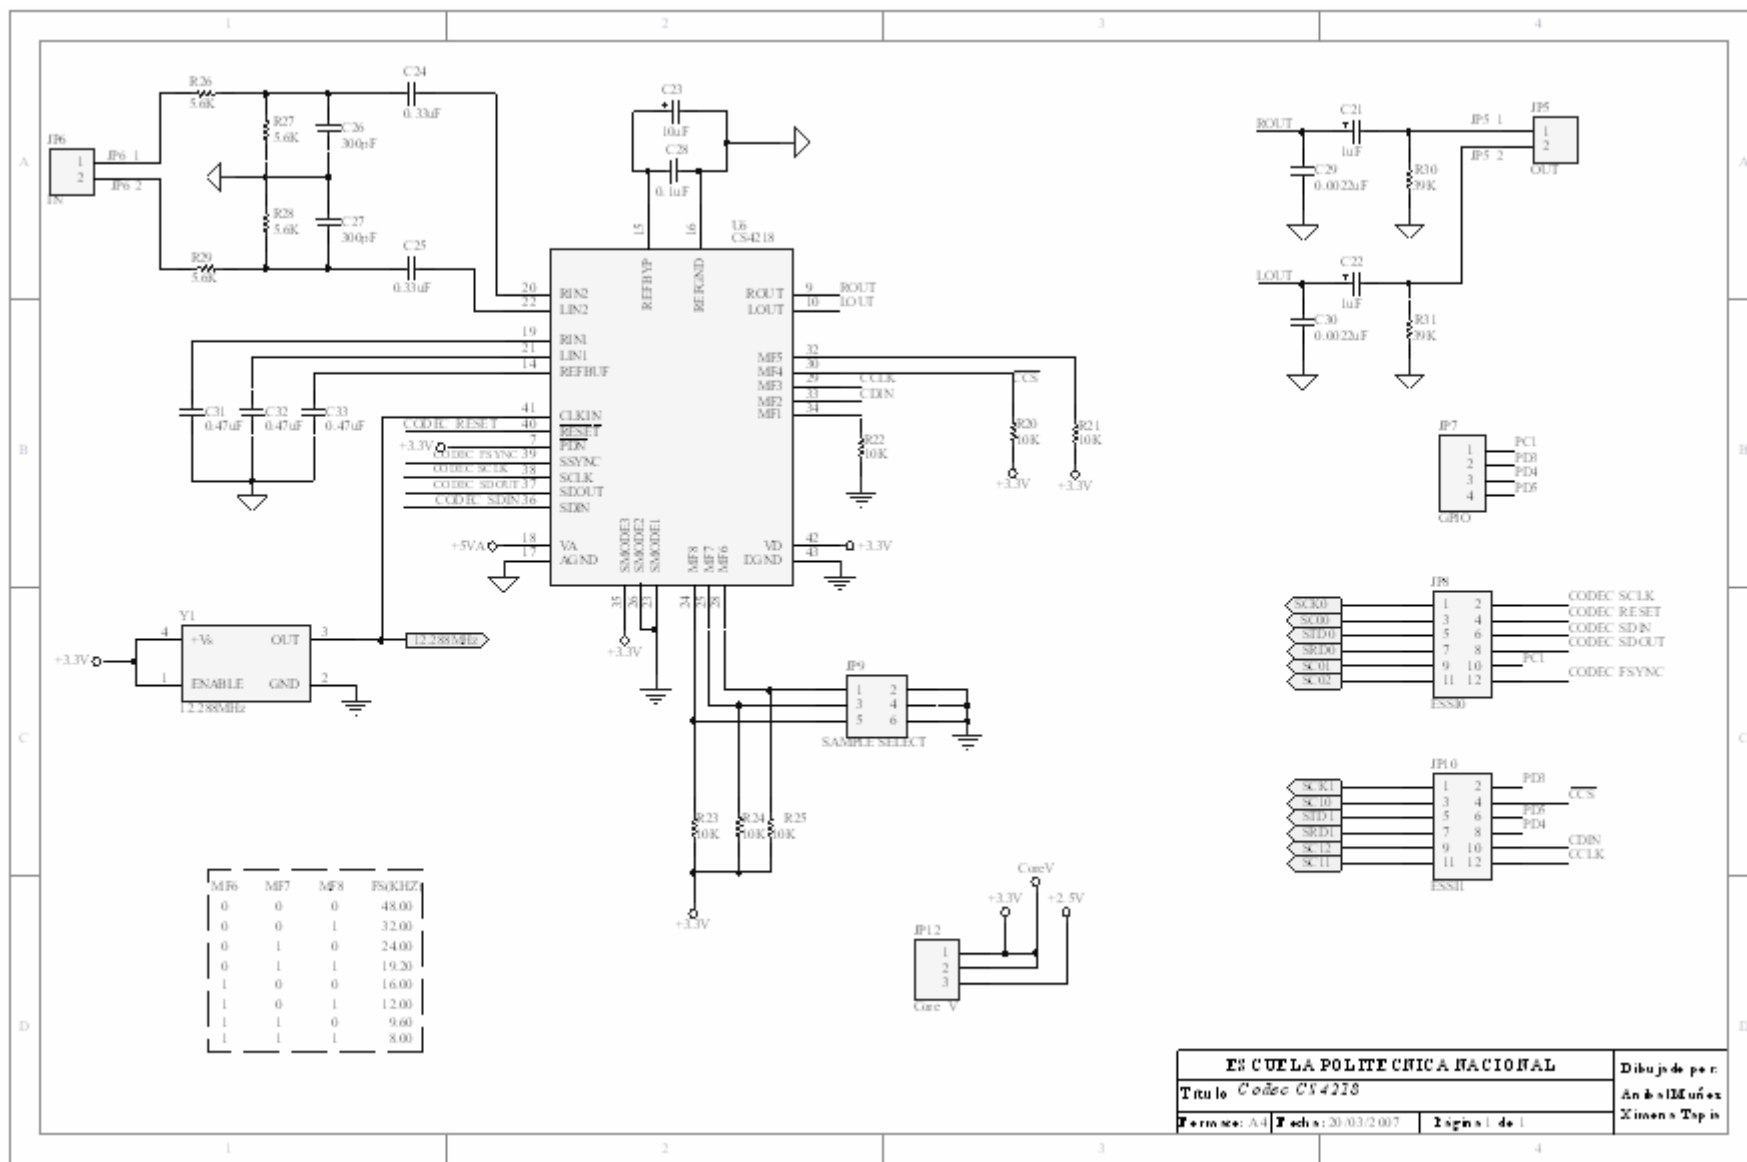 1 2 3 4
A A
B B
C C
D D
1 2 3 4
R26
5.6K
C24
0.33uF
R27
5.6K
C26
300pF
JP6
1
2
IN
JP6 1
JP6 2
R28
5.6K
C27
300pF
R29
5.6K
C25
0.33uF
C23
10uF
C28
0.1uF
15
16
U6
CS4218
REFBYP
REFGND
20 RIN2
22 LIN2
19 RIN1
21 LIN1
14 REFBUF
41 CLKIN
CODEC RESET 40 RESET
+3.3V 7 PDN
CODEC FSYNC 39 SSYNC
CODEC SCLK 38 SCLK
CODEC SDOUT 37 SDOUT
CODEC SDIN 36 SDIN
+5VA 18 VA
17 AGND
ROUT 9 ROUT
LOUT 10 LOUT
MF5 32
MF4 30 CCS
MF3 29 CCLK
MF2 33 CDIN
MF1 34
VD 42 +3.3V
DGND 43
SMODE3
SMODE2
SMODE1
MF8
MF7
MF6
35
26
23
24
25
28
C31
0.47uF
C32
0.47uF
C33
0.47uF
R22
10K
R20
10K
R21
10K
+3.3V
+3.3V
+3.3V
Y1
4 +Vs OUT 3
+3.3V
1 ENABLE GND 2
12.288MHz
12.288MHz
JP9
1 2
3 4
5 6
SAMPLE SELECT
R23
10K
R24
10K
R25
10K
+3.3V
ROUT
C21
1uF
C29
0.0022uF
R30
39K
JP5 1
JP5 2
JP5
1
2
OUT
LOUT
C22
1uF
C30
0.0022uF
R31
39K
JP7
1 PC1
2 PD3
3 PD4
4 PD5
GPIO
JP8
SCK0 1 2 CODEC SCLK
SC00 3 4 CODEC RESET
STD0 5 6 CODEC SDIN
SRD0 7 8 CODEC SDOUT
SC01 9 10 PC1
SC02 11 12 CODEC FSYNC
ESSI0
JP10
SCK1 1 2 PD3
SC10 3 4 CCS
STD1 5 6 PD5
SRD1 7 8 PD4
SC12 9 10 CDIN
SC11 11 12 CCLK
ESSI1
MF6 MF7 MF8 FS(KHZ)
0 0 0 48.00
0 0 1 32.00
0 1 0 24.00
0 1 1 19.20
1 0 0 16.00
1 0 1 12.00
1 1 0 9.60
1 1 1 8.00
CoreV
+3.3V
+2.5V
JP12
1
2
3
Core V
ESCUELA POLITECNICA NACIONAL
Titulo Codec CS4218
Formato: A4 Fecha: 20/03/2007 Página 1 de 1
Dibujado por:
Anibal Muñoz
Ximena Tapia